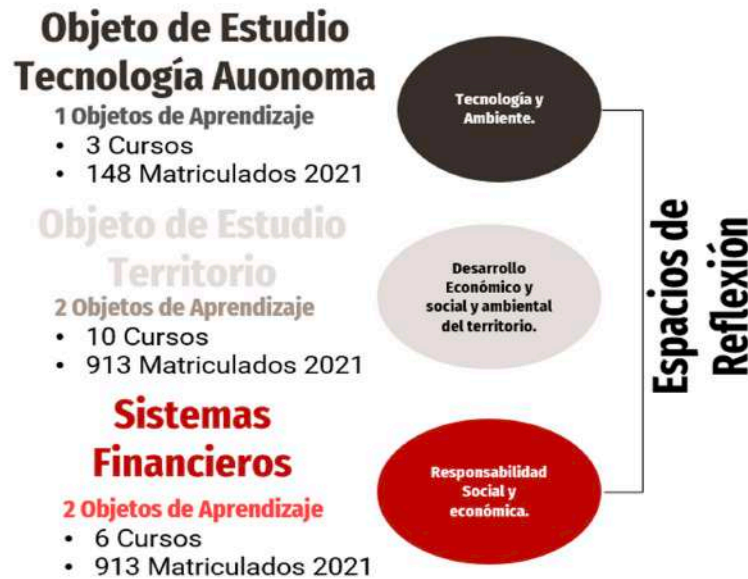 Objeto de Estudio
Tecnología Auonoma
1 Objetos de Aprendizaje
• 3 Cursos
• 148 Matriculados 2021
Tecnología y
Ambiente.
Objeto de Estudio
Territorio
2 Objetos de Aprendizaje
• 10 Cursos
• 913 Matriculados 2021
Desarrollo
Económico y
social y ambiental
del territorio.
Sistemas
Financieros
2 Objetos de Aprendizaje
• 6 Cursos
• 913 Matriculados 2021
Responsabilidad
Social y
económica.
Espacios de
Reflexión